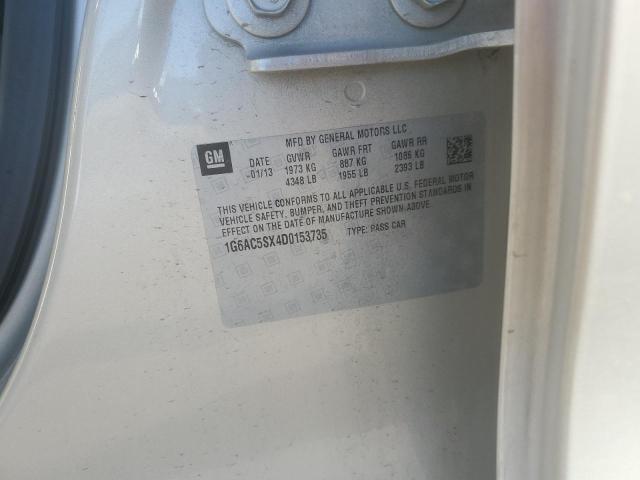 MFD BY GENERAL MOTORS LLC
GM
DATE GVWR GAWR FRT GAWR RR
01/13 1973 KG 887 KG 1086 KG
4348 LB 1955 LB 2393 LB
THIS VEHICLE CONFORMS TO ALL APPLICABLE U.S. FEDERAL MOTOR
VEHICLE SAFETY, BUMPER, AND THEFT PREVENTION STANDARDS IN
EFFECT ON THE DATE OF MANUFACTURE SHOWN ABOVE.
1G6AC5SX4D0153735 TYPE: PASS CAR